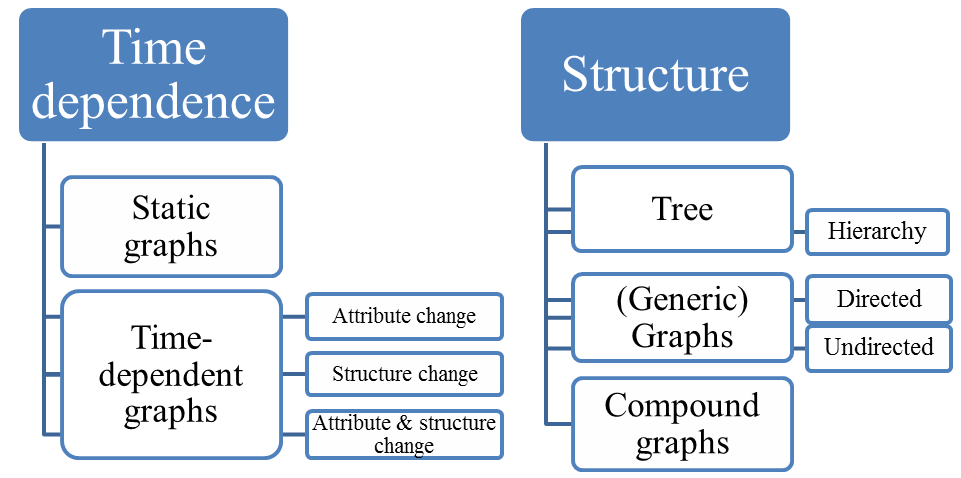 Time
dependence
Static
graphs
Time-
dependent
graphs
Attribute change
Structure change
Attribute & structure
change
Structure
Tree
Hierarchy
(Generic)
Graphs
Directed
Undirected
Compound
graphs